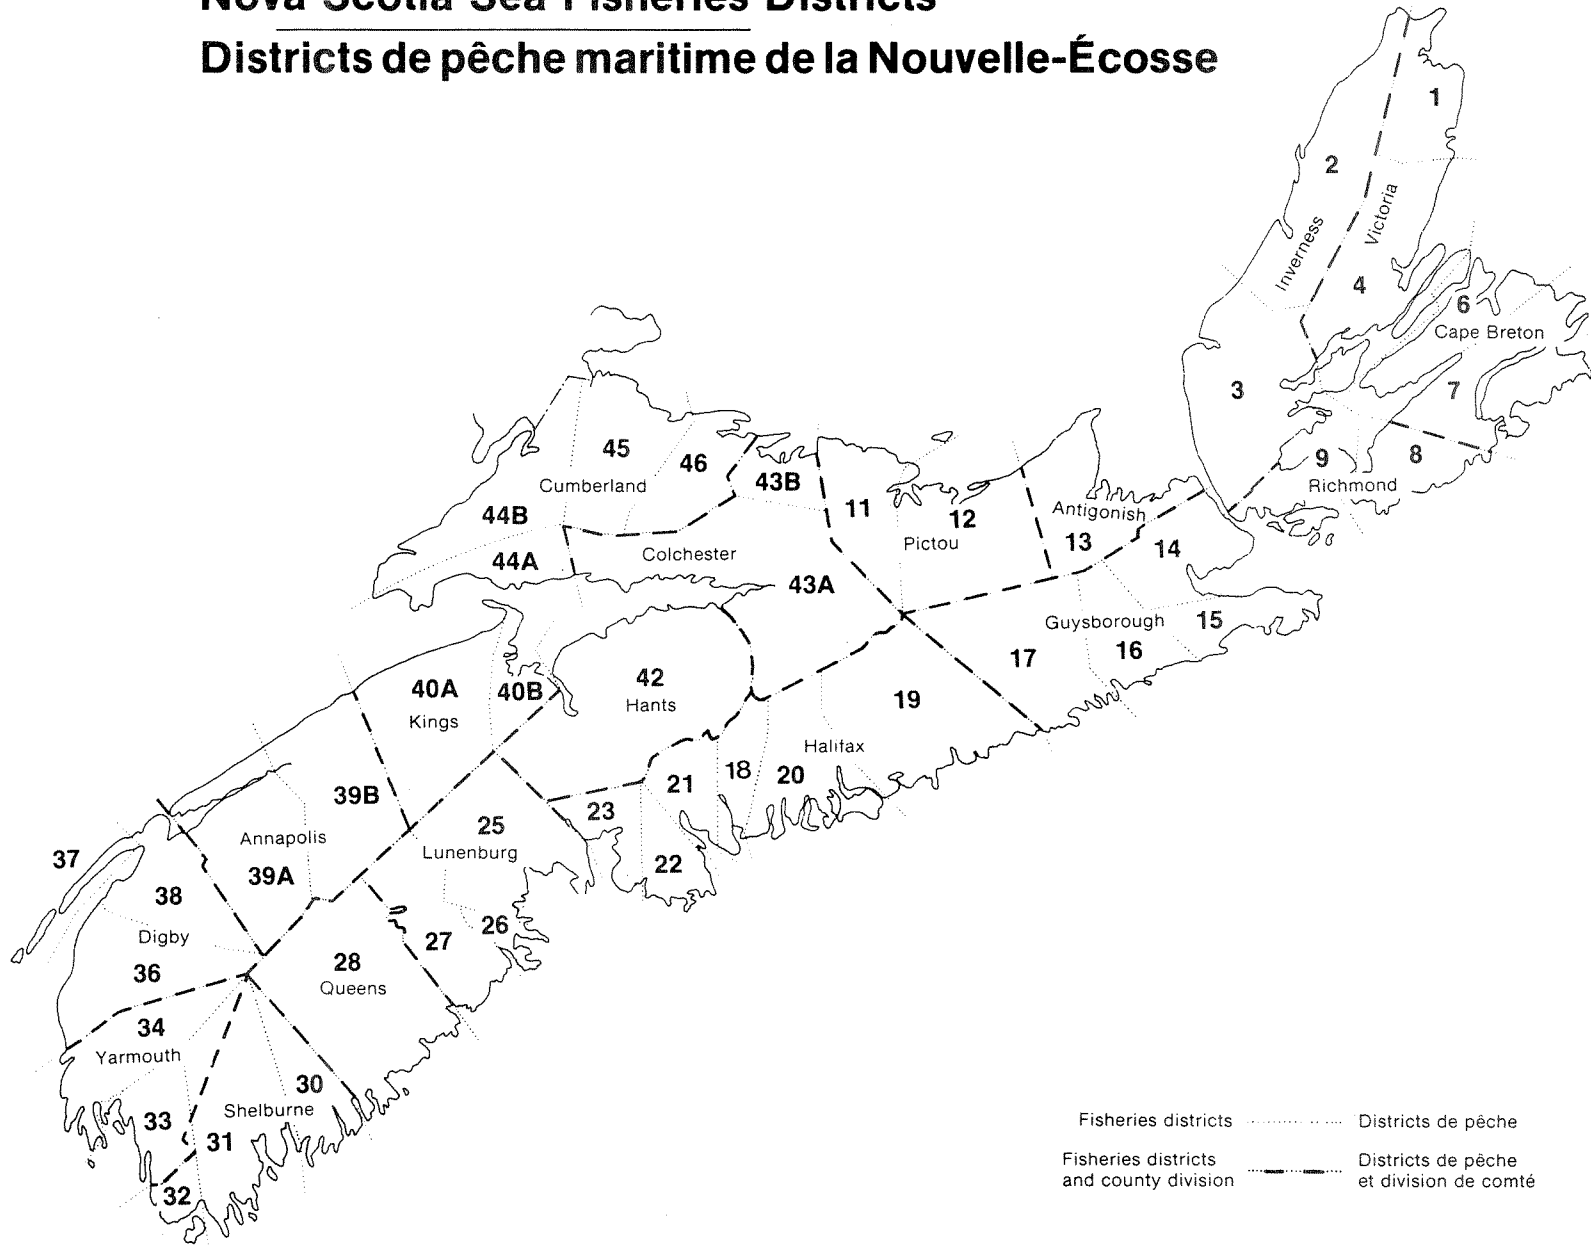 Nova Scotia Sea Fisheries Districts
Districts de pêche maritime de la Nouvelle-Écosse
1
2
Victoria
Inverness
4
6
Cape Breton
3
7
45
46
9
8
43B
Richmond
Cumberland
11
Antigonish
44B
12
Pictou
13
14
Colchester
44A
43A
15
Guysborough
16
17
42
40A
40B
Hants
19
Kings
Halifax
18
20
21
39B
23
25
Annapolis
Lunenburg
37
22
39A
38
26
Digby
27
28
36
Queens
34
Yarmouth
30
Shelburne
33
31
32
Fisheries districts Districts de pêche
Fisheries districts and county division
Districts de pêche et division de comté